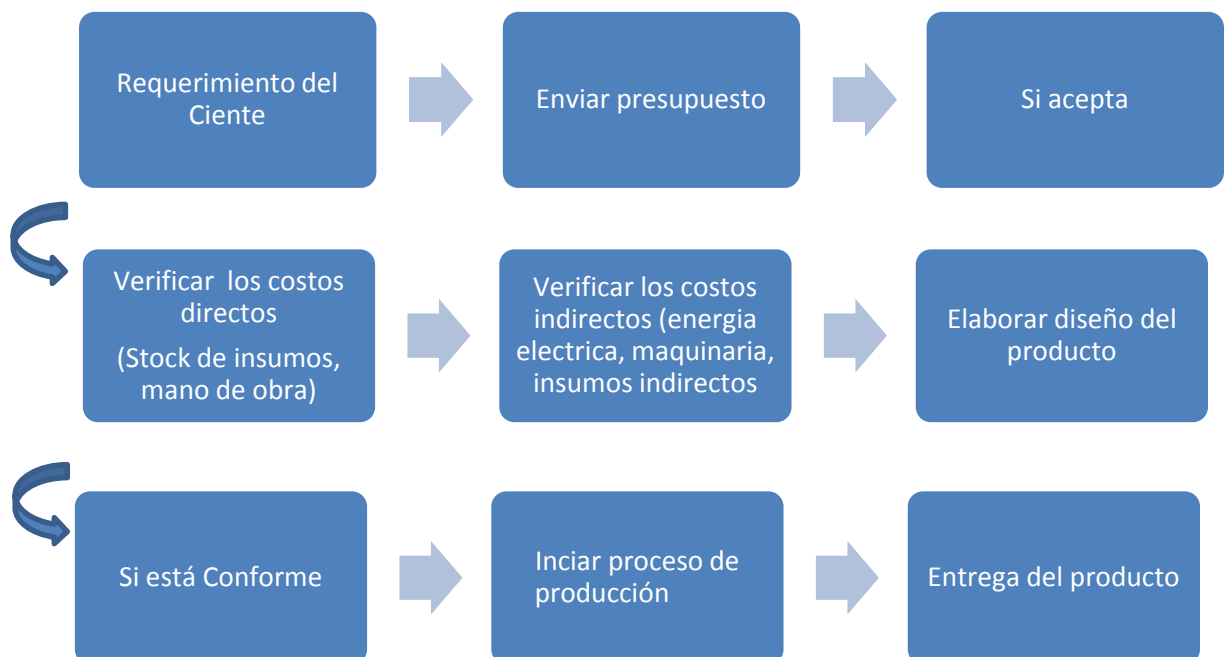 Requerimiento del
Ciente
Enviar presupuesto
Si acepta
Verificar los costos
directos
(Stock de insumos,
mano de obra)
Verificar los costos
indirectos (energia
electrica, maquinaria,
insumos indirectos
Elaborar diseño del
producto
Si está Conforme
Inciar proceso de
producción
Entrega del producto